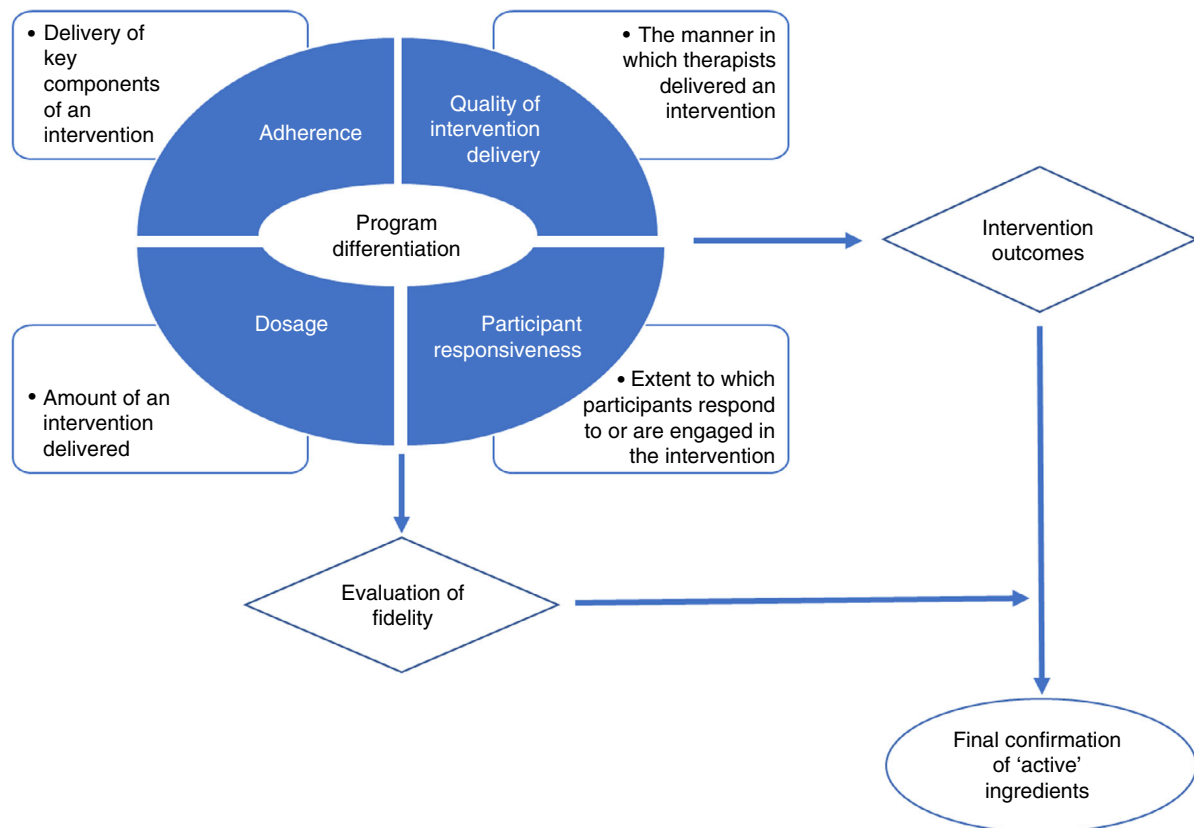 • Delivery of
key
components
of an
intervention
• The manner in
which therapists
delivered an
intervention
Adherence
Quality of
intervention
delivery
Program
differentiation
Intervention
outcomes
Dosage
Participant
responsiveness
• Amount of an
intervention
delivered
• Extent to which
participants respond
to or are engaged in
the intervention
Evaluation of
fidelity
Final confirmation
of ‘active’
ingredients